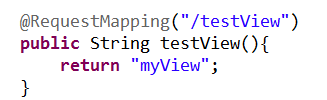 @RequestMapping("/testView")
public String testView(){
    return "myView";
}